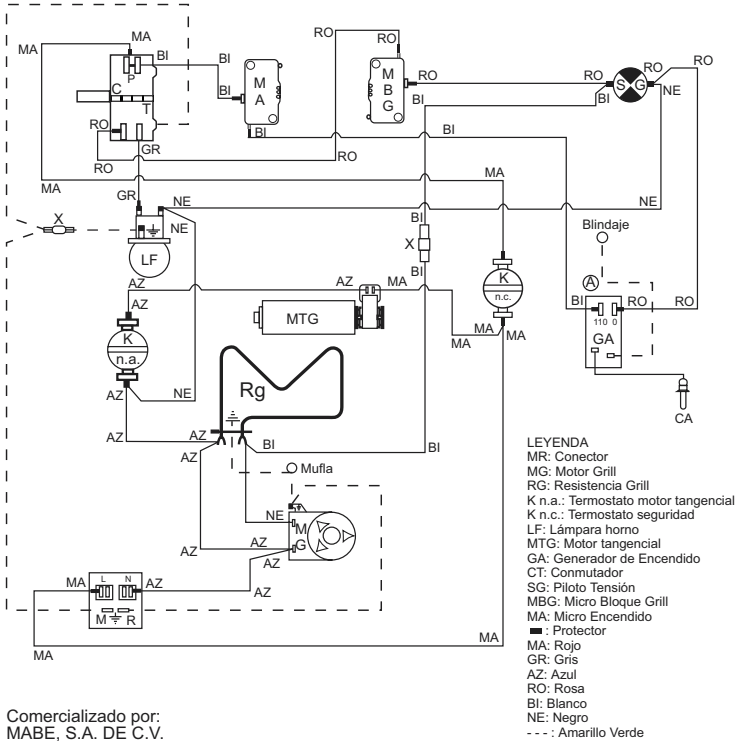 MA
MA
BI
BI
P
C
T
RO
GR
RO
BI
M
A
BI
RO
RO
M
B
G
RO
BI
RO
S G
BI
RO
NE
RO
BI
RO
MA
MA
GR
NE
NE
NE
X
LF
BI
X
BI
Blindaje
A
K
n.c.
BI
RO
RO
110 0
GA
CA
AZ
AZ
AZ
MA
MTG
MA
MA
MA
K
n.a.
AZ
NE
Rg
AZ
AZ
AZ
BI
BI
Mufla
NE
M
G
AZ
AZ
AZ
AZ
MA
L N
AZ
M R
MA
MA
LEYENDA
MR: Conector
MG: Motor Grill
RG: Resistencia Grill
K n.a.: Termostato motor tangencial
K n.c.: Termostato seguridad
LF: Lámpara horno
MTG: Motor tangencial
GA: Generador de Encendido
CT: Conmutador
SG: Piloto Tensión
MBG: Micro Bloque Grill
MA: Micro Encendido
: Protector
MA: Rojo
GR: Gris
AZ: Azul
RO: Rosa
BI: Blanco
NE: Negro
- - - : Amarillo Verde
Comercializado por:
MABE, S.A. DE C.V.